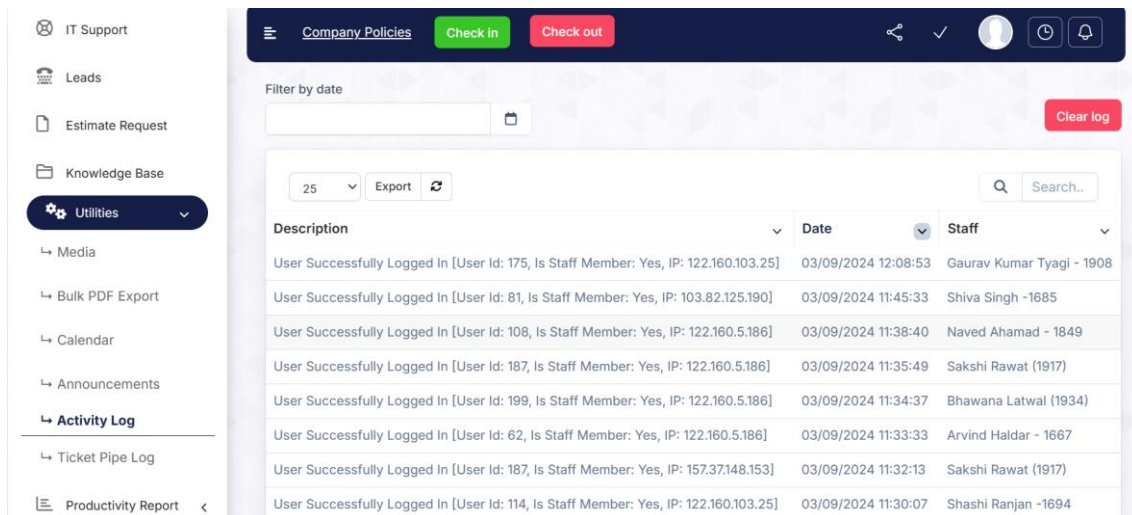 IT Support
Leads
Estimate Request
Knowledge Base
Utilities
Media
Bulk PDF Export
Calendar
Announcements
Activity Log
Ticket Pipe Log
Productivity Report
Company Policies Check in Check out
Filter by date
Clear log
25 Export Search..
Description Date Staff
User Successfully Logged In [User Id: 175, Is Staff Member: Yes, IP: 122.160.103.25] 03/09/2024 12:08:53 Gaurav Kumar Tyagi - 1908
User Successfully Logged In [User Id: 81, Is Staff Member: Yes, IP: 103.82.125.190] 03/09/2024 11:45:33 Shiva Singh -1685
User Successfully Logged In [User Id: 108, Is Staff Member: Yes, IP: 122.160.5.186] 03/09/2024 11:38:40 Naved Ahamad - 1849
User Successfully Logged In [User Id: 187, Is Staff Member: Yes, IP: 122.160.5.186] 03/09/2024 11:35:49 Sakshi Rawat (1917)
User Successfully Logged In [User Id: 199, Is Staff Member: Yes, IP: 122.160.5.186] 03/09/2024 11:34:37 Bhawana Latwal (1934)
User Successfully Logged In [User Id: 62, Is Staff Member: Yes, IP: 122.160.5.186] 03/09/2024 11:33:33 Arvind Haldar - 1667
User Successfully Logged In [User Id: 187, Is Staff Member: Yes, IP: 157.37.148.153] 03/09/2024 11:32:13 Sakshi Rawat (1917)
User Successfully Logged In [User Id: 114, Is Staff Member: Yes, IP: 122.160.103.25] 03/09/2024 11:30:07 Shashi Ranjan -1694